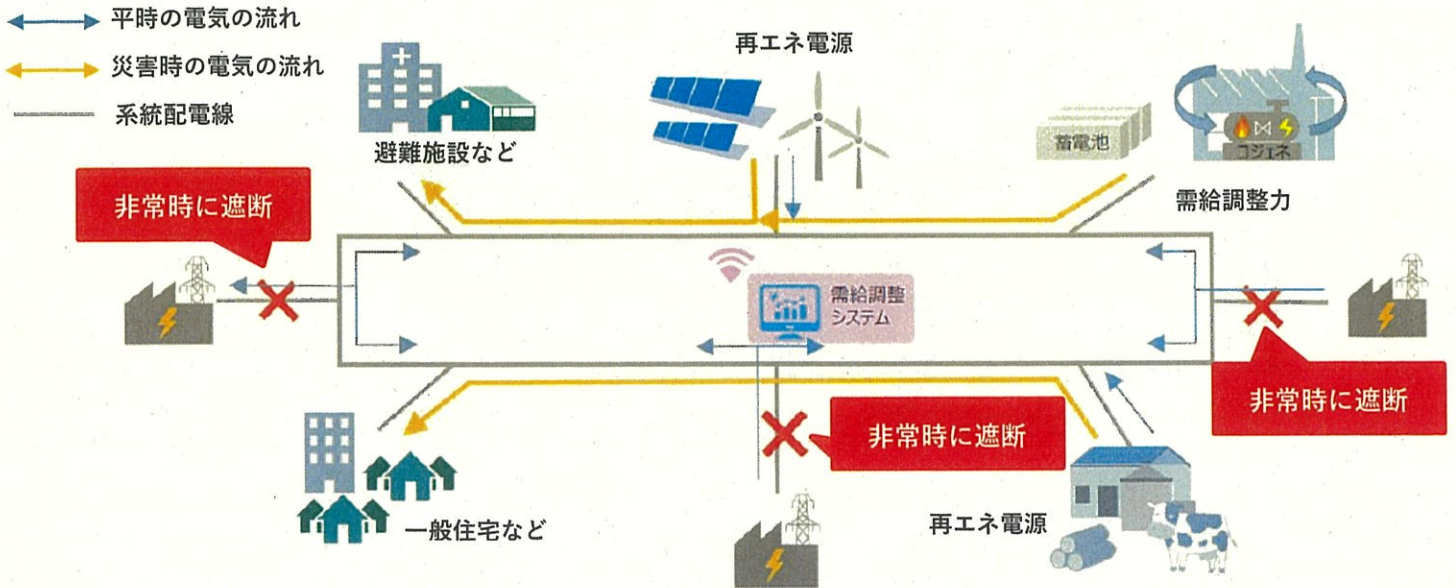 平時の電気の流れ
災害時の電気の流れ
系統配電線
再エネ電源
避難施設など
蓄電池
コジェネ
需給調整力
非常時に遮断
需給調整
システム
非常時に遮断
非常時に遮断
一般住宅など
再エネ電源